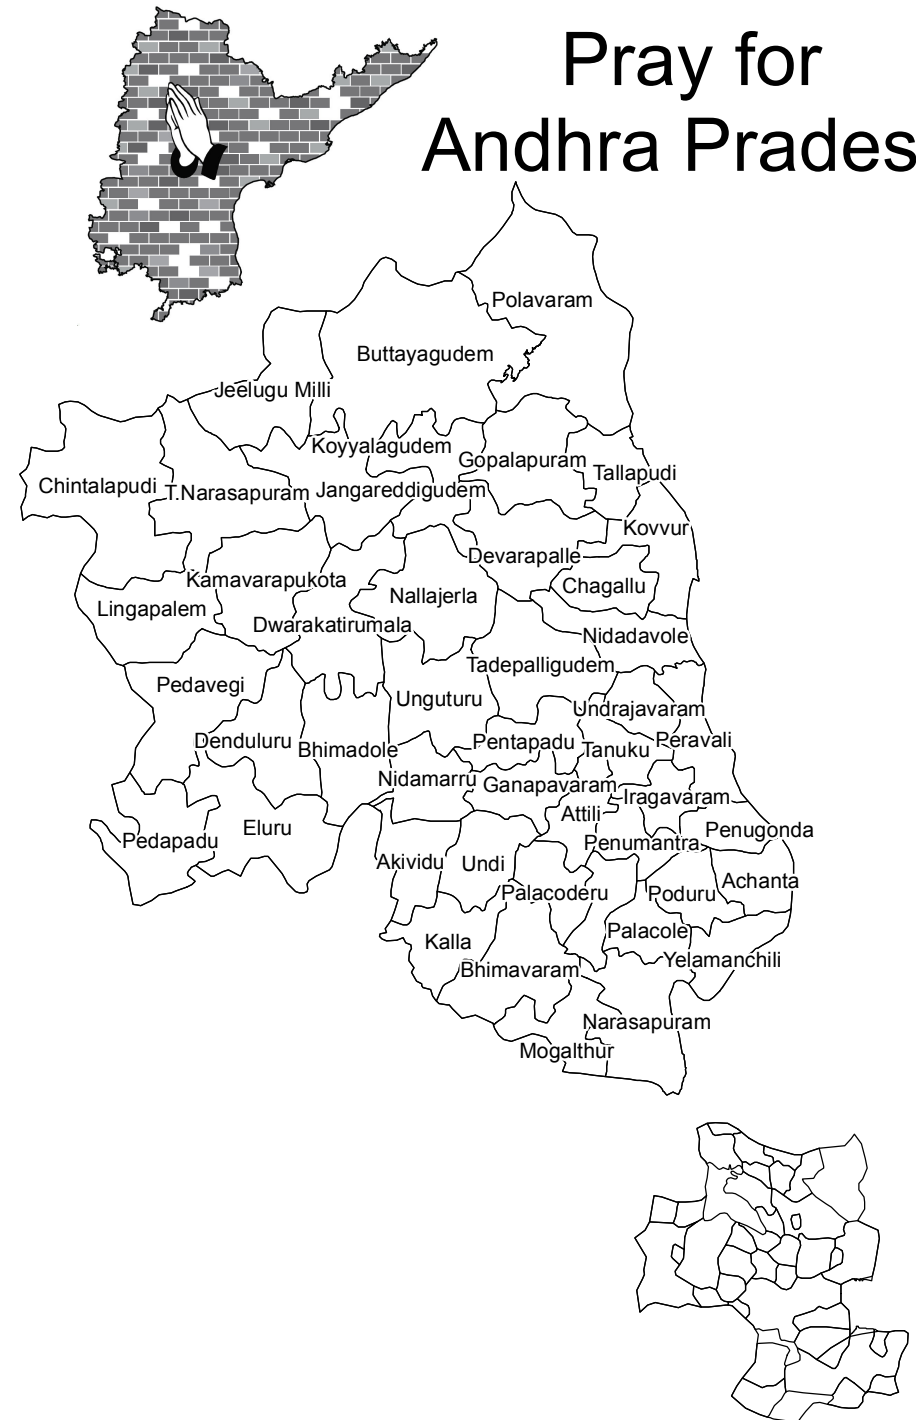 Pray for
Andhra Prades
Polavaram
Buttayagudem
Jeelugu Milli
Koyyalagudem
Gopalapuram
Tallapudi
Chintalapudi
T.Narasapuram
Jangareddigudem
Kovvur
Devarapalle
Kamavarapukota
Chagallu
Nallajerla
Lingapalem
Dwarakatirumala
Nidadavole
Tadepalligudem
Pedavegi
Unguturu
Undrajavaram
Denduluru
Bhimadole
Pentapadu
Tanuku
Peravali
Nidamarru
Ganapavaram
Iragavaram
Attili
Eluru
Penugonda
Pedapadu
Penumantra
Akividu
Undi
Achanta
Palacoderu
Poduru
Palacole
Kalla
Yelamanchili
Bhimavaram
Narasapuram
Mogalthur